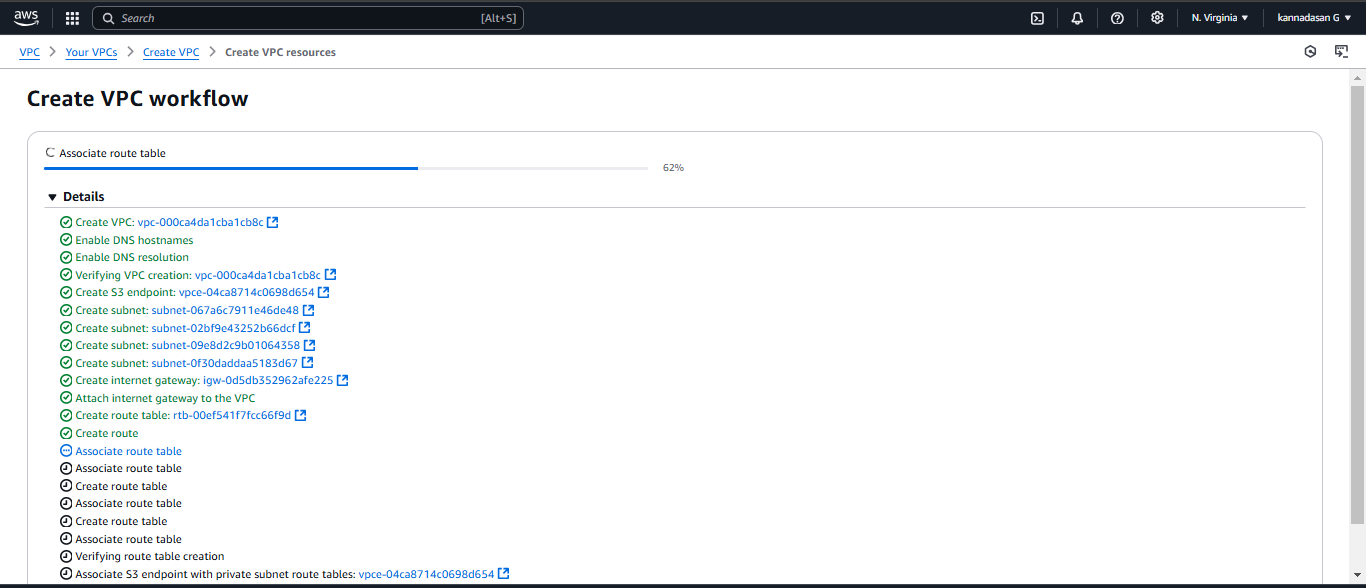 aws Search [Alt+S] N. Virginia kannadasan G
VPC Your VPCs Create VPC Create VPC resources
Create VPC workflow
Associate route table
62%
Details
Create VPC: vpc-000ca4da1cba1cb8c
Enable DNS hostnames
Enable DNS resolution
Verifying VPC creation: vpc-000ca4da1cba1cb8c
Create S3 endpoint: vpce-04ca8714c0698d654
Create subnet: subnet-067a6c7911e46de48
Create subnet: subnet-02bf9e43252b66dcf
Create subnet: subnet-09e8d2c9b01064358
Create subnet: subnet-0f30daddaa5183d67
Create internet gateway: igw-0d5db352962afe225
Attach internet gateway to the VPC
Create route table: rtb-00ef541f7fcc66f9d
Create route
Associate route table
Associate route table
Create route table
Associate route table
Create route table
Associate route table
Verifying route table creation
Associate S3 endpoint with private subnet route tables: vpce-04ca8714c0698d654